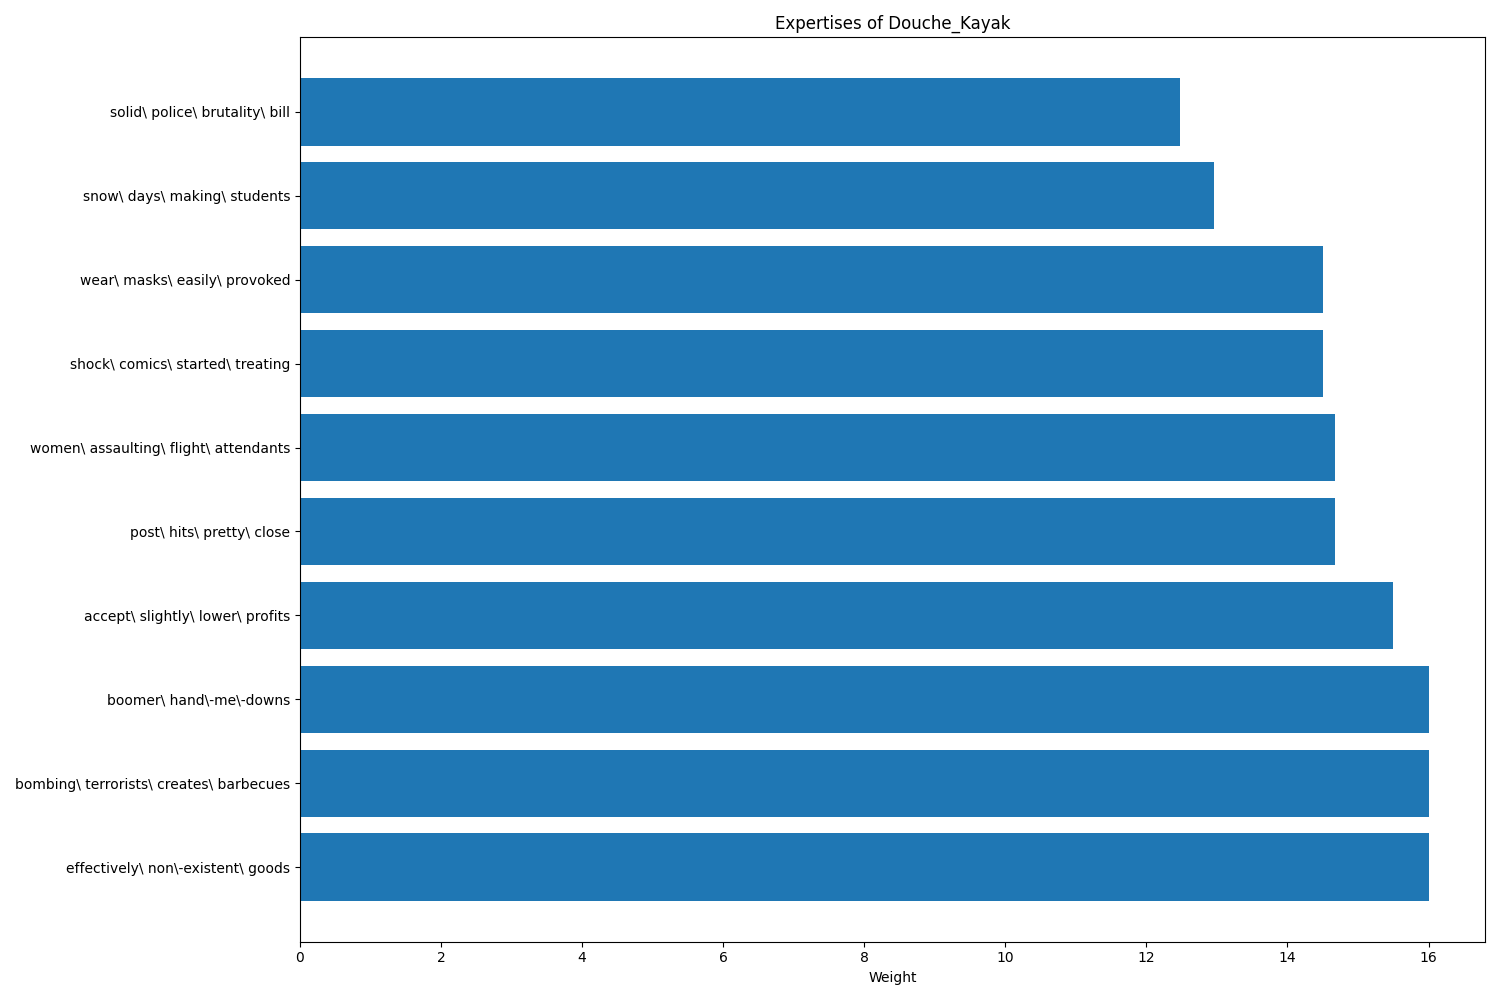 Expertises of Douche_Kayak
solid\ police\ brutality\ bill
snow\ days\ making\ students
wear\ masks\ easily\ provoked
shock\ comics\ started\ treating
women\ assaulting\ flight\ attendants
post\ hits\ pretty\ close
accept\ slightly\ lower\ profits
boomer\ hand\-me\-downs
bombing\ terrorists\ creates\ barbecues
effectively\ non\-existent\ goods
0 2 4 6 8 10 12 14 16
Weight